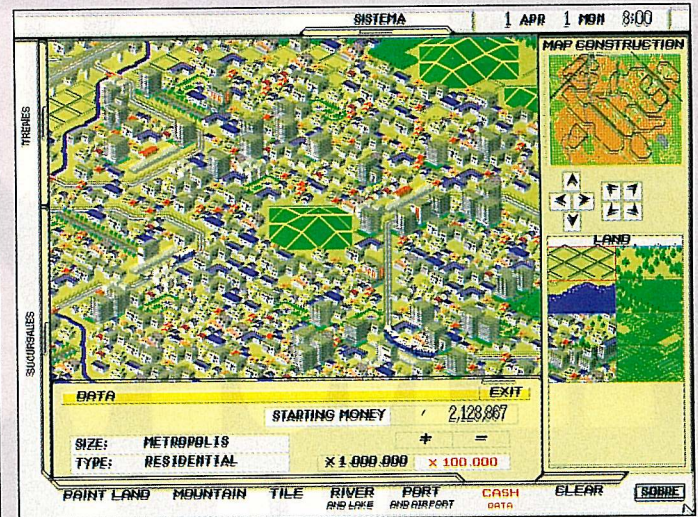 SISTEMA
1 APR 1 MON 8:00
MAP CONSTRUCTION
TRENES
SUCURSALES
LAND
DATA
EXIT
STARTING MONEY 2,128,867
+ -
SIZE: METROPOLIS
TYPE: RESIDENTIAL
×1.000.000 ×100.000
PAINT LAND MOUNTAIN TILE RIVER AND LAKE PORT AND AIRPORT CASH DATA CLEAR SOBRE